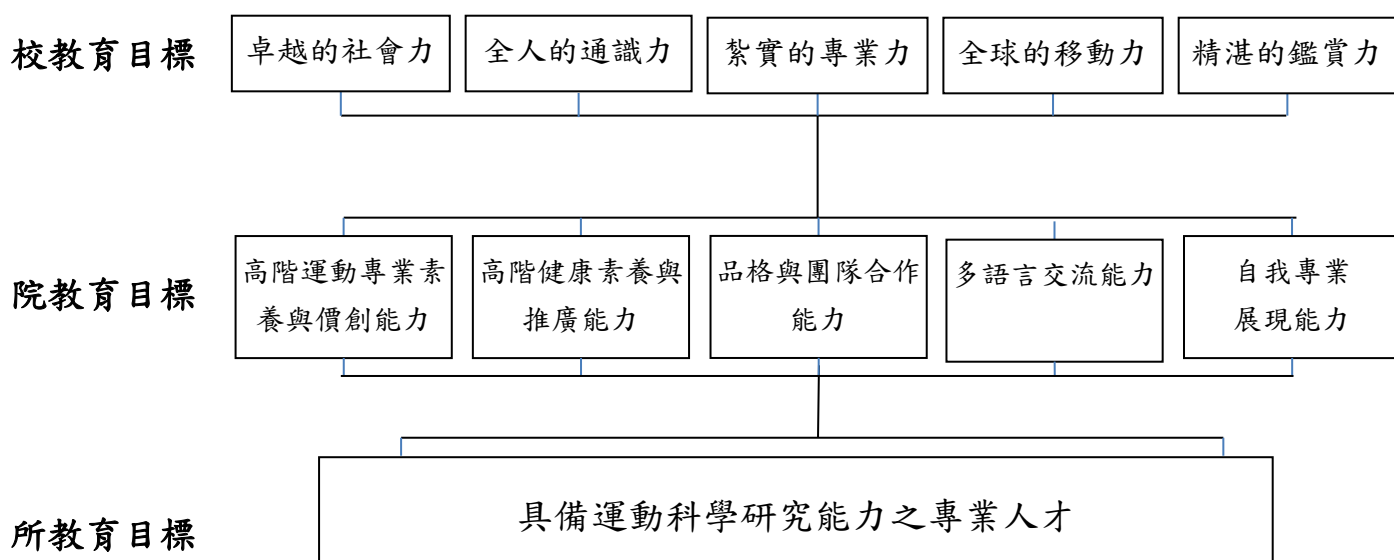 校教育目標
卓越的社會力
全人的通識力
紮實的專業力
全球的移動力
精湛的鑑賞力
院教育目標
高階運動專業素
養與價創能力
高階健康素養與
推廣能力
品格與團隊合作
能力
多語言交流能力
自我專業
展現能力
所教育目標
具備運動科學研究能力之專業人才